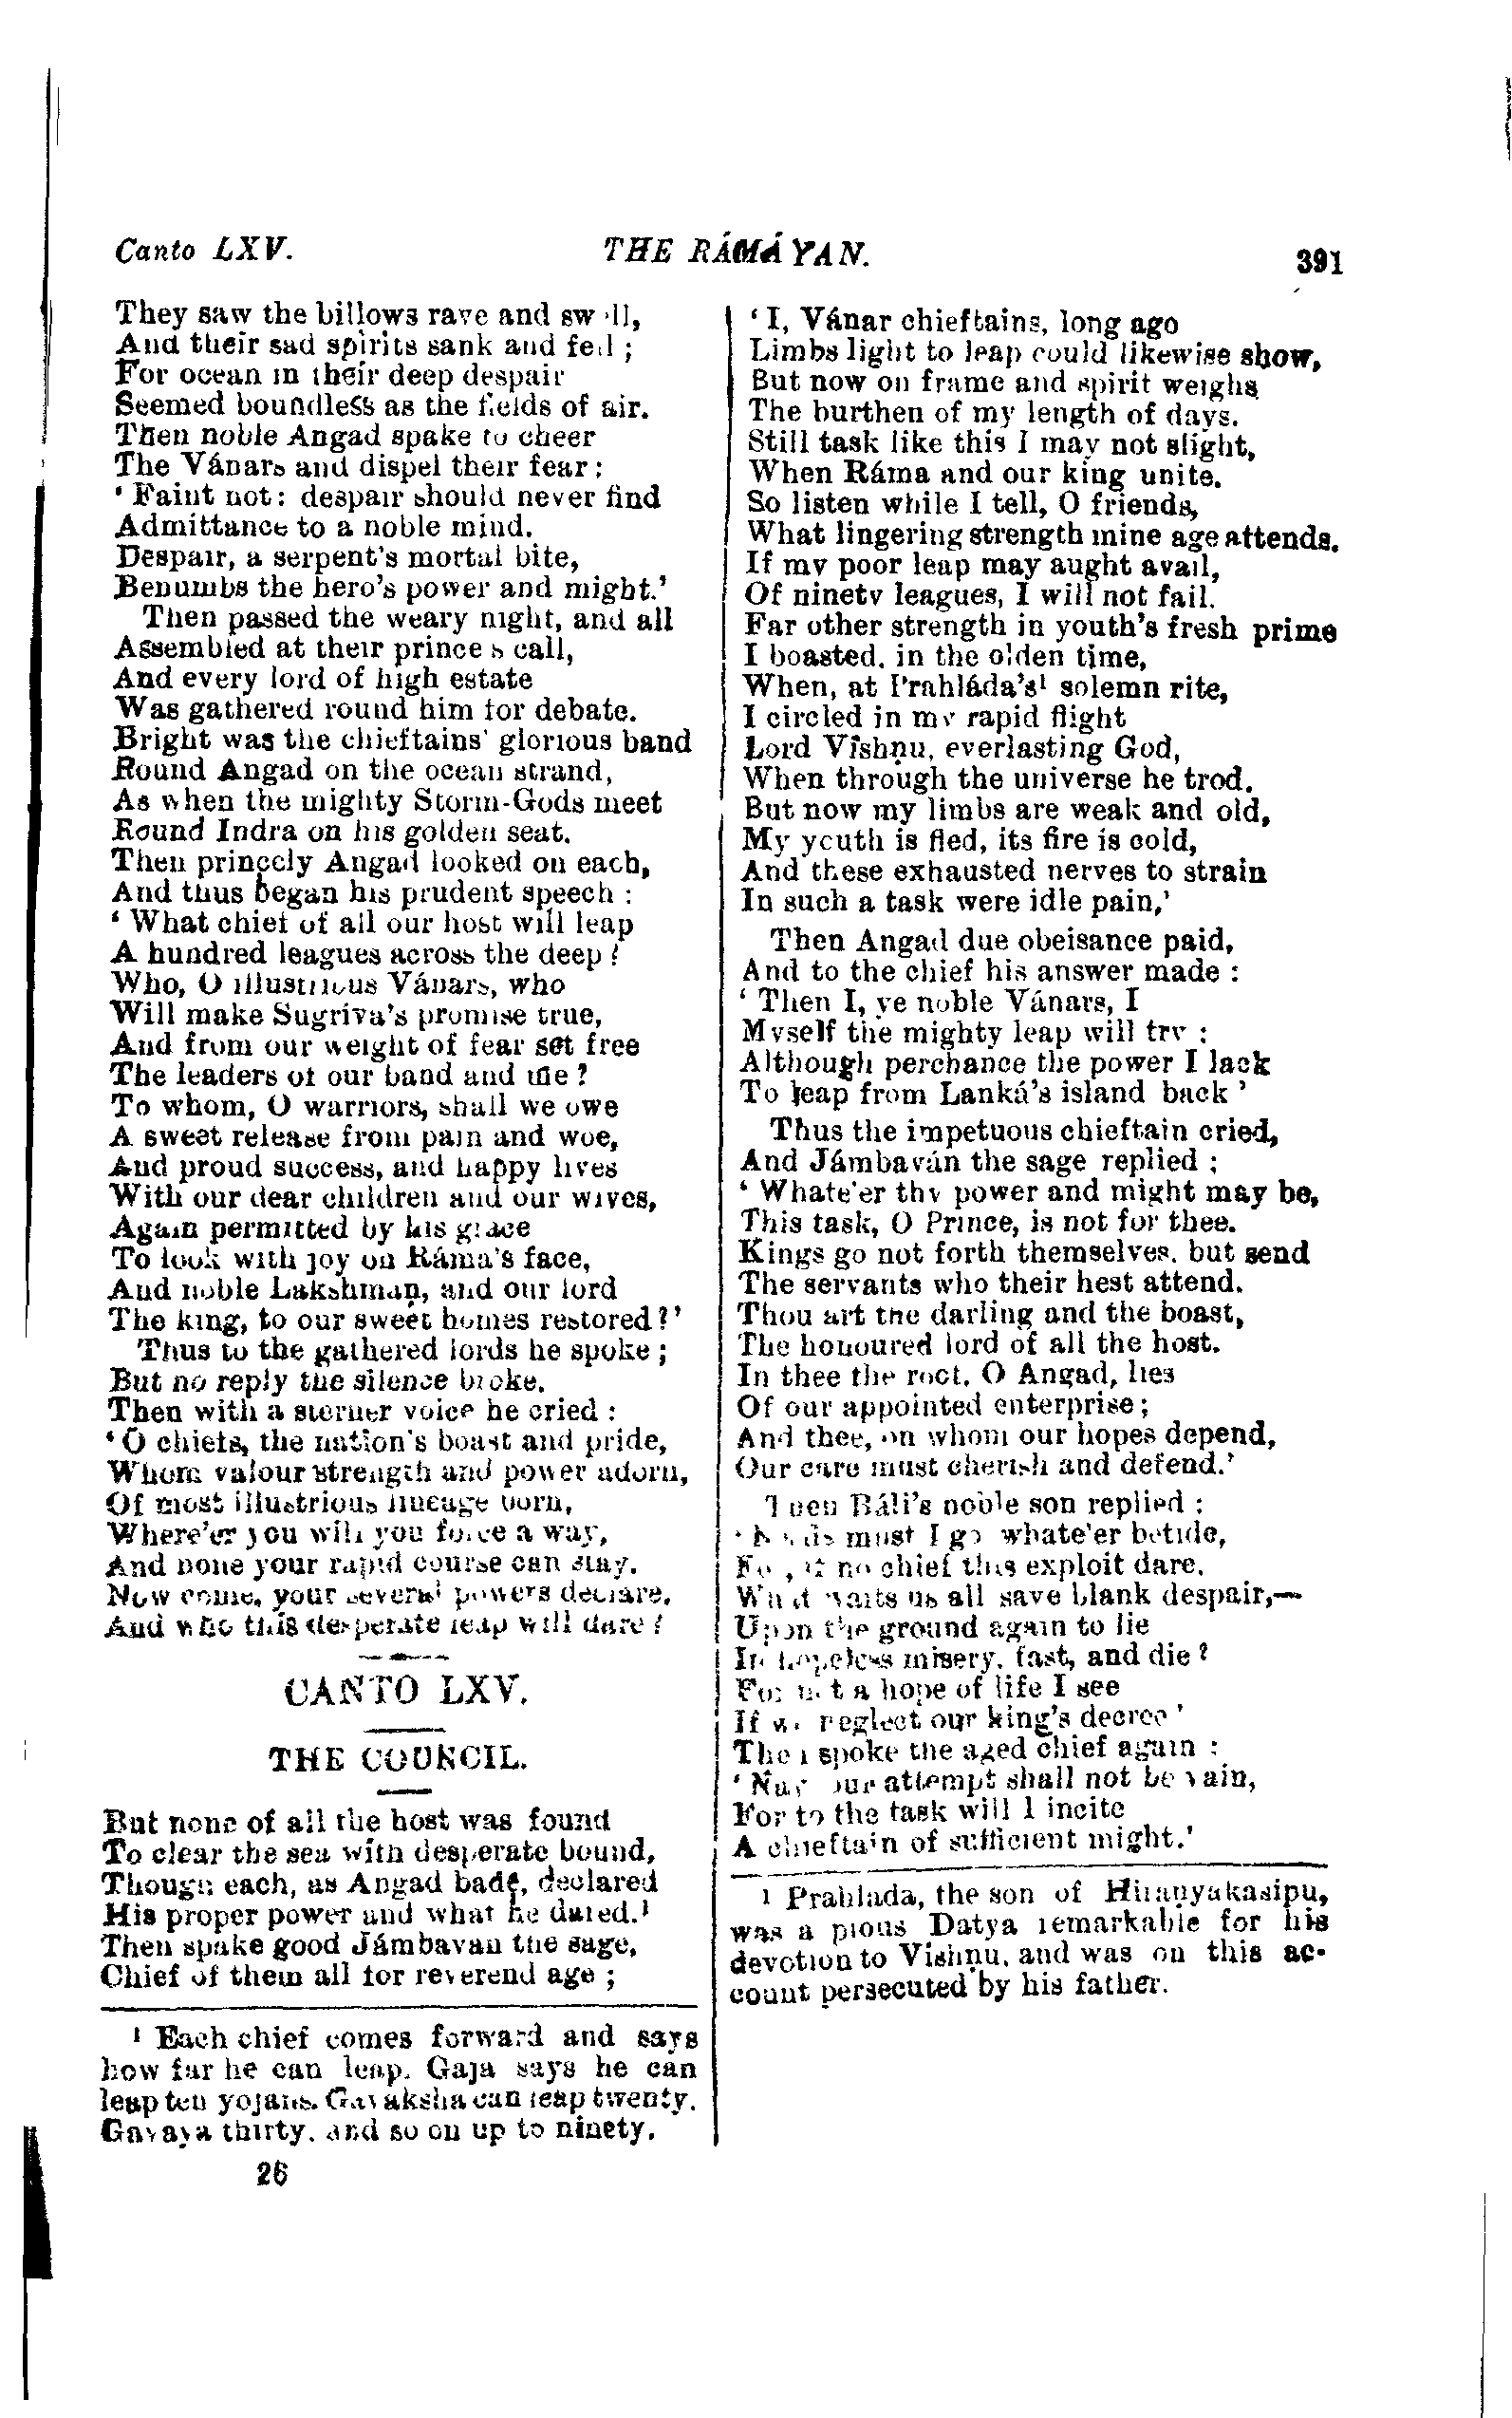 Canto LXV.
THE RÁMÁYAN.
391
They saw the billows rave and swell,
And their sad spirits sank and fell ;
For ocean in their deep despair
Seemed boundless as the fields of air.
Then noble Angad spake to cheer
The Vánars and dispel their fear :
‘ Faint not : despair should never find
Admittance to a noble mind.
Despair, a serpent's mortal bite,
Benumbs the hero's power and might.’
Then passed the weary night, and all
Assembled at their prince's call,
And every lord of high estate
Was gathered round him for debate.
Bright was the chieftains' glorious band
Round Angad on the ocean strand,
As when the mighty Storm-Gods meet
Round Indra on his golden seat.
Then princely Angad looked on each,
And thus began his prudent speech :
‘ What chief of all our host will leap
A hundred leagues across the deep ?
Who, O illustrious Vánars, who
Will make Sugríva's promise true,
And from our weight of fear set free
The leaders of our band and me ?
To whom, O warriors, shall we owe
A sweet release from pain and woe,
And proud success, and happy lives
With our dear children and our wives,
Again permitted by his grace
To look with joy on Ráma's face,
And noble Lakshmaṇ, and our lord
The king, to our sweet homes restored ?’
Thus to the gathered lords he spoke ;
But no reply the silence broke.
Then with a sterner voice he cried :
‘ O chiefs, the nation's boast and pride,
Whom valour strength and power adorn,
Of most illustrious lineage born,
Where'er you will you force a way,
And none your rapid course can stay.
Now come, your several powers declare,
And who this desperate leap will dare ?
CANTO LXV.
THE COUNCIL.
But none of all the host was found
To clear the sea with desperate bound,
Though each, as Angad bade, declared
His proper power and what he dared.¹
Then spake good Jámbavan the sage,
Chief of them all for reverend age ;
¹ Each chief comes forward and says
how far he can leap. Gaja says he can
leap ten yojans. Gavaksha can leap twenty.
Gavaya thirty. and so on up to ninety.
26
‘ I, Vánar chieftains, long ago
Limbs light to leap could likewise show,
But now on frame and spirit weighs
The burthen of my length of days.
Still task like this I may not slight,
When Ráma and our king unite.
So listen while I tell, O friends,
What lingering strength mine age attends.
If my poor leap may aught avail,
Of ninety leagues, I will not fail.
Far other strength in youth's fresh prime
I boasted. in the olden time,
When, at Prahláda's¹ solemn rite,
I circled in my rapid flight
Lord Vishṇu, everlasting God,
When through the universe he trod.
But now my limbs are weak and old,
My youth is fled, its fire is cold,
And these exhausted nerves to strain
In such a task were idle pain,’
Then Angad due obeisance paid,
And to the chief his answer made :
‘ Then I, ye noble Vánars, I
Myself the mighty leap will try :
Although perchance the power I lack
To leap from Lanká's island back ’
Thus the impetuous chieftain cried,
And Jámbaván the sage replied ;
‘ Whate'er thy power and might may be,
This task, O Prince, is not for thee.
Kings go not forth themselves. but send
The servants who their hest attend.
Thou art the darling and the boast,
The honoured lord of all the host.
In thee the root, O Angad, lies
Of our appointed enterprise ;
And thee, on whom our hopes depend,
Our care must cherish and defend.’
Then Báli's noble son replied :
‘ Needs must I go whate'er betide,
For, if no chief this exploit dare,
What waits us all save blank despair,—
Upon the ground again to lie
In hopeless misery, fast, and die ?
For not a hope of life I see
If we neglect our king's decree ’
Then spoke the aged chief again :
‘ Nay our attempt shall not be vain,
For to the task will I incite
A chieftain of sufficient might.’
¹ Prahlada, the son of Hiraṇyakasipu,
was a pious Datya remarkable for his
devotion to Vishṇu, and was on this ac-
count persecuted by his father.